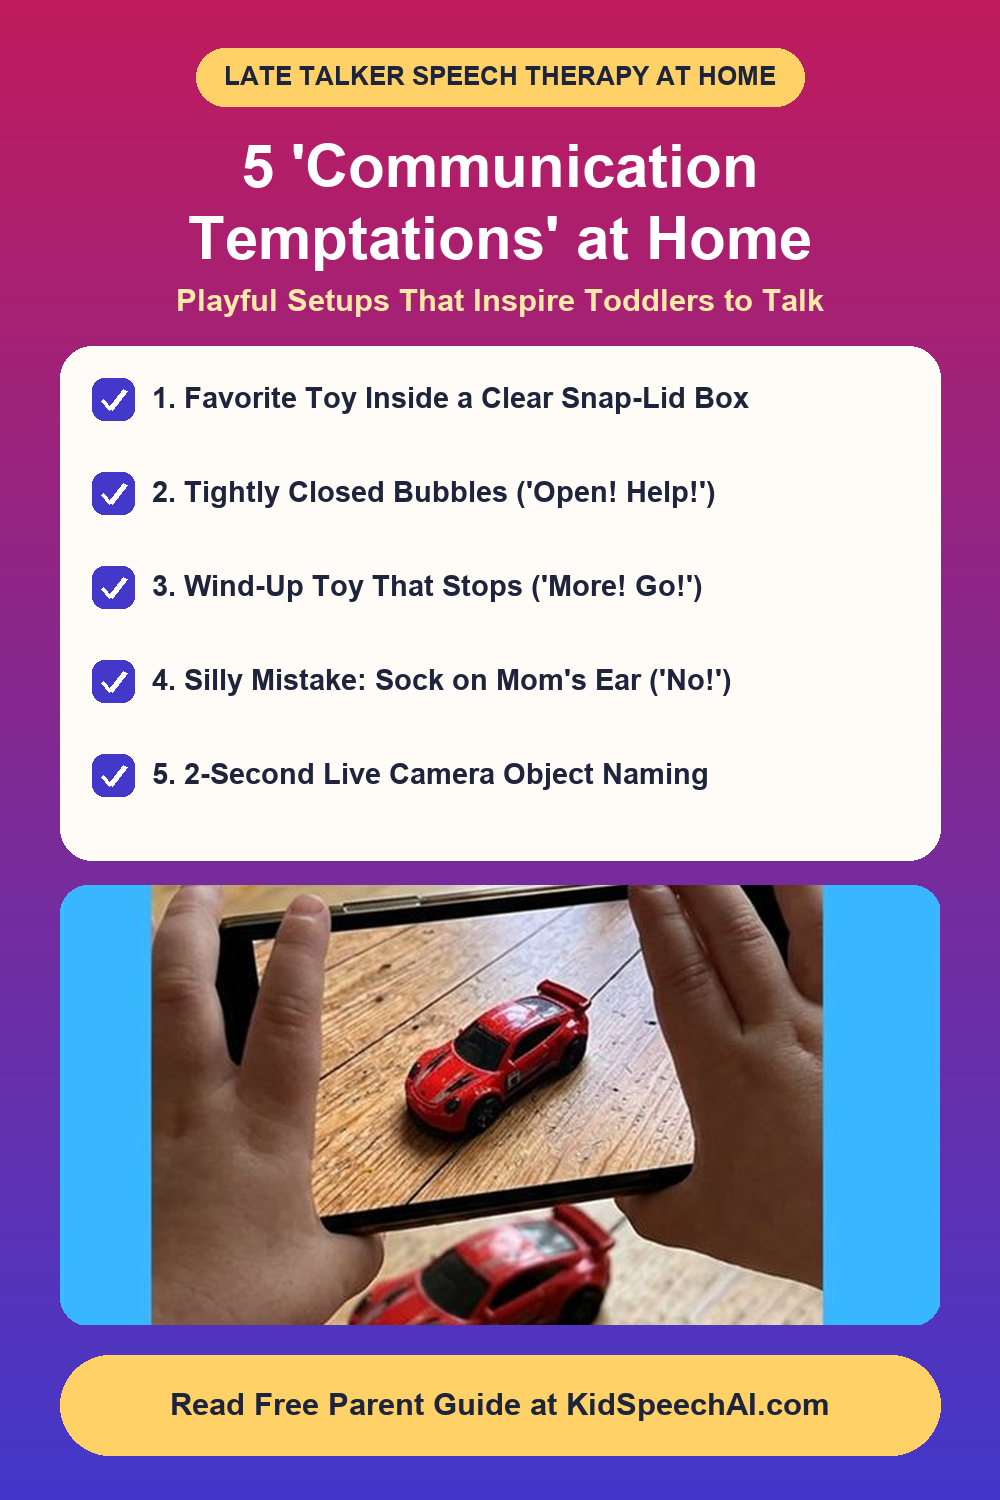 LATE TALKER SPEECH THERAPY AT HOME
5 'Communication
Temptations' at Home
Playful Setups That Inspire Toddlers to Talk
1. Favorite Toy Inside a Clear Snap-Lid Box
2. Tightly Closed Bubbles ('Open! Help!')
3. Wind-Up Toy That Stops ('More! Go!')
4. Silly Mistake: Sock on Mom's Ear ('No!')
5. 2-Second Live Camera Object Naming
Read Free Parent Guide at KidSpeechAI.com